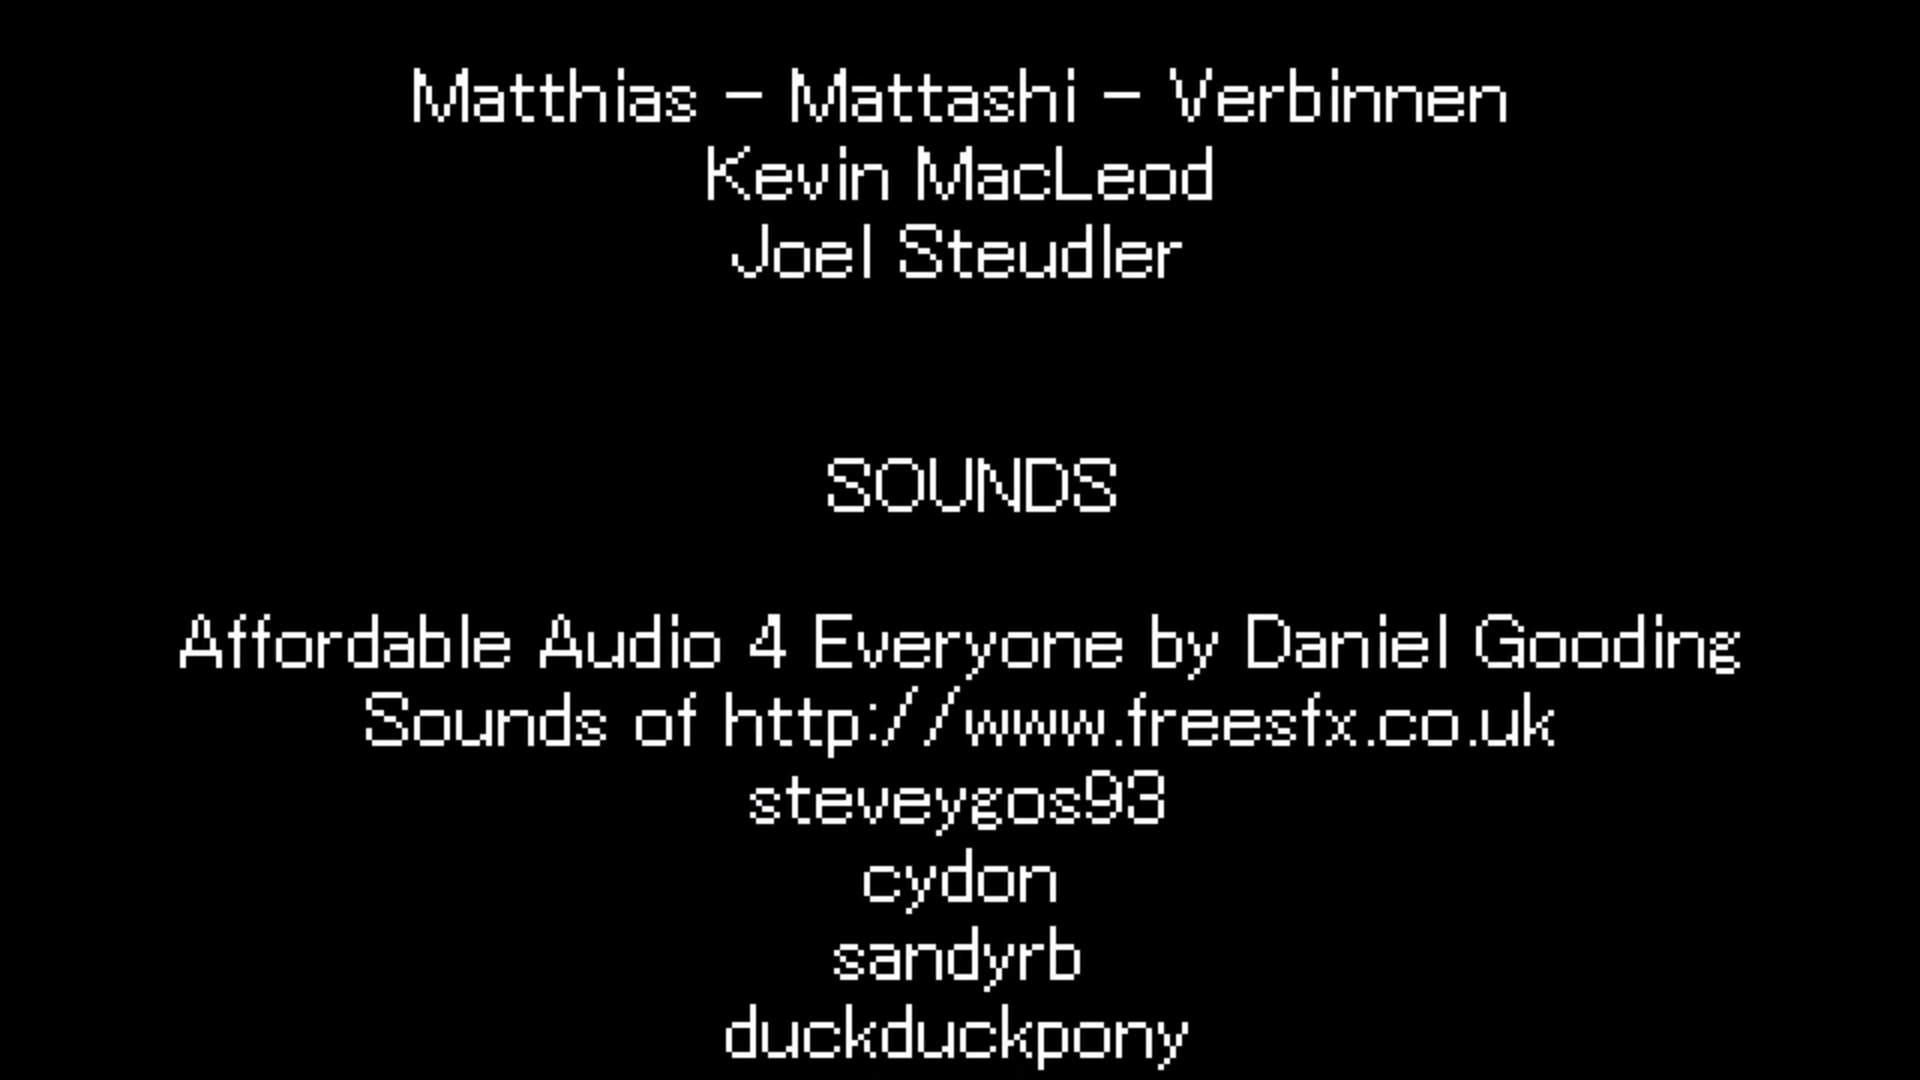 Matthias - Mattashi - Verbinnen
Kevin MacLeod
Joel Steudler
SOUNDS
Affordable Audio 4 Everyone by Daniel Gooding
Sounds of http://www.freesfx.co.uk
steveygos93
cydon
sandyrb
duckduckpony